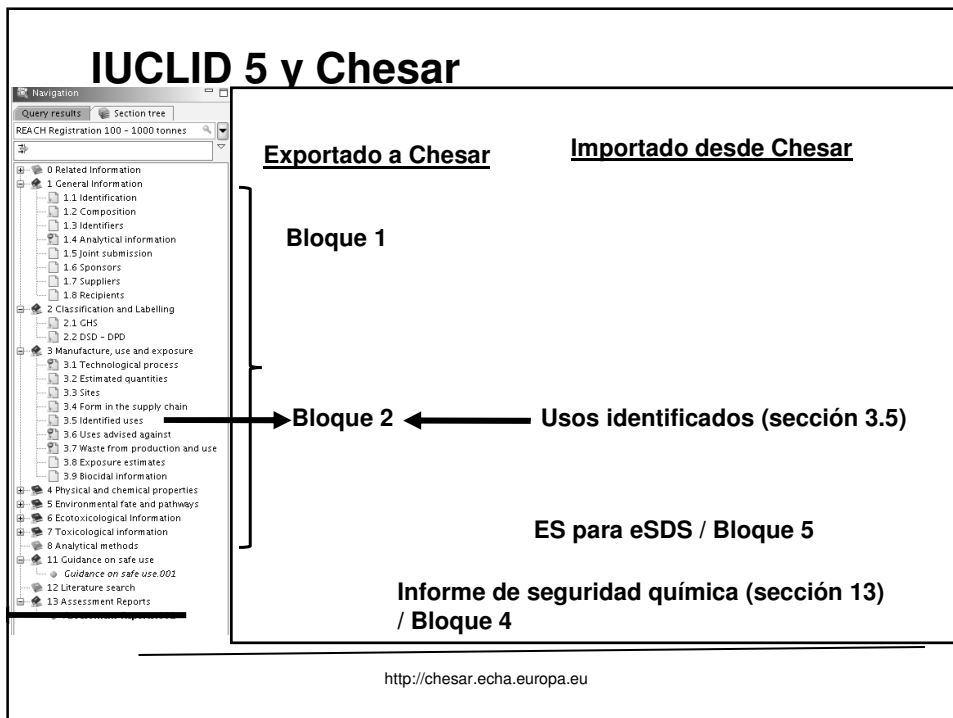 IUCLID 5 y Chesar
Navigation
Query results Section tree
REACH Registration 100 - 1000 tonnes
0 Related Information
1 General Information
1.1 Identification
1.2 Composition
1.3 Identifiers
1.4 Analytical information
1.5 Joint submission
1.6 Sponsors
1.7 Suppliers
1.8 Recipients
2 Classification and Labelling
2.1 GHS
2.2 DSD - DPD
3 Manufacture, use and exposure
3.1 Technological process
3.2 Estimated quantities
3.3 Sites
3.4 Form in the supply chain
3.5 Identified uses
3.6 Uses advised against
3.7 Waste from production and use
3.8 Exposure estimates
3.9 Biocidal information
4 Physical and chemical properties
5 Environmental fate and pathways
6 Ecotoxicological Information
7 Toxicological information
8 Analytical methods
11 Guidance on safe use
Guidance on safe use.001
12 Literature search
13 Assessment Reports
Exportado a Chesar
Importado desde Chesar
Bloque 1
Bloque 2
Usos identificados (sección 3.5)
ES para eSDS / Bloque 5
Informe de seguridad química (sección 13)
/ Bloque 4
http://chesar.echa.europa.eu